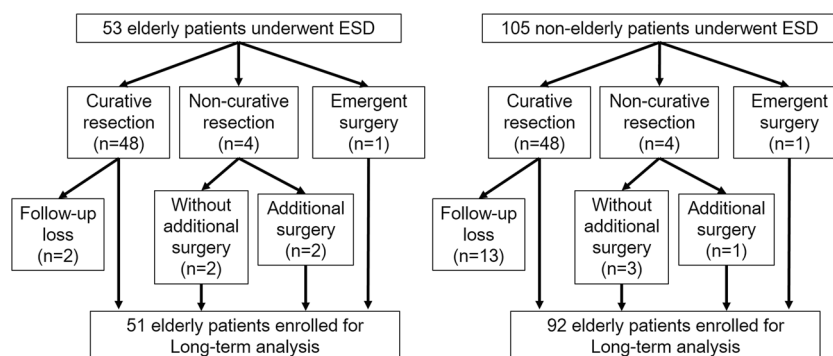 53 elderly patients underwent ESD
Curative
resection
(n=48)
Non-curative
resection
(n=4)
Emergent
surgery
(n=1)
Follow-up
loss
(n=2)
Without
additional
surgery
(n=2)
Additional
surgery
(n=2)
51 elderly patients enrolled for
Long-term analysis
105 non-elderly patients underwent ESD
Curative
resection
(n=48)
Non-curative
resection
(n=4)
Emergent
surgery
(n=1)
Follow-up
loss
(n=13)
Without
additional
surgery
(n=3)
Additional
surgery
(n=1)
92 elderly patients enrolled for
Long-term analysis